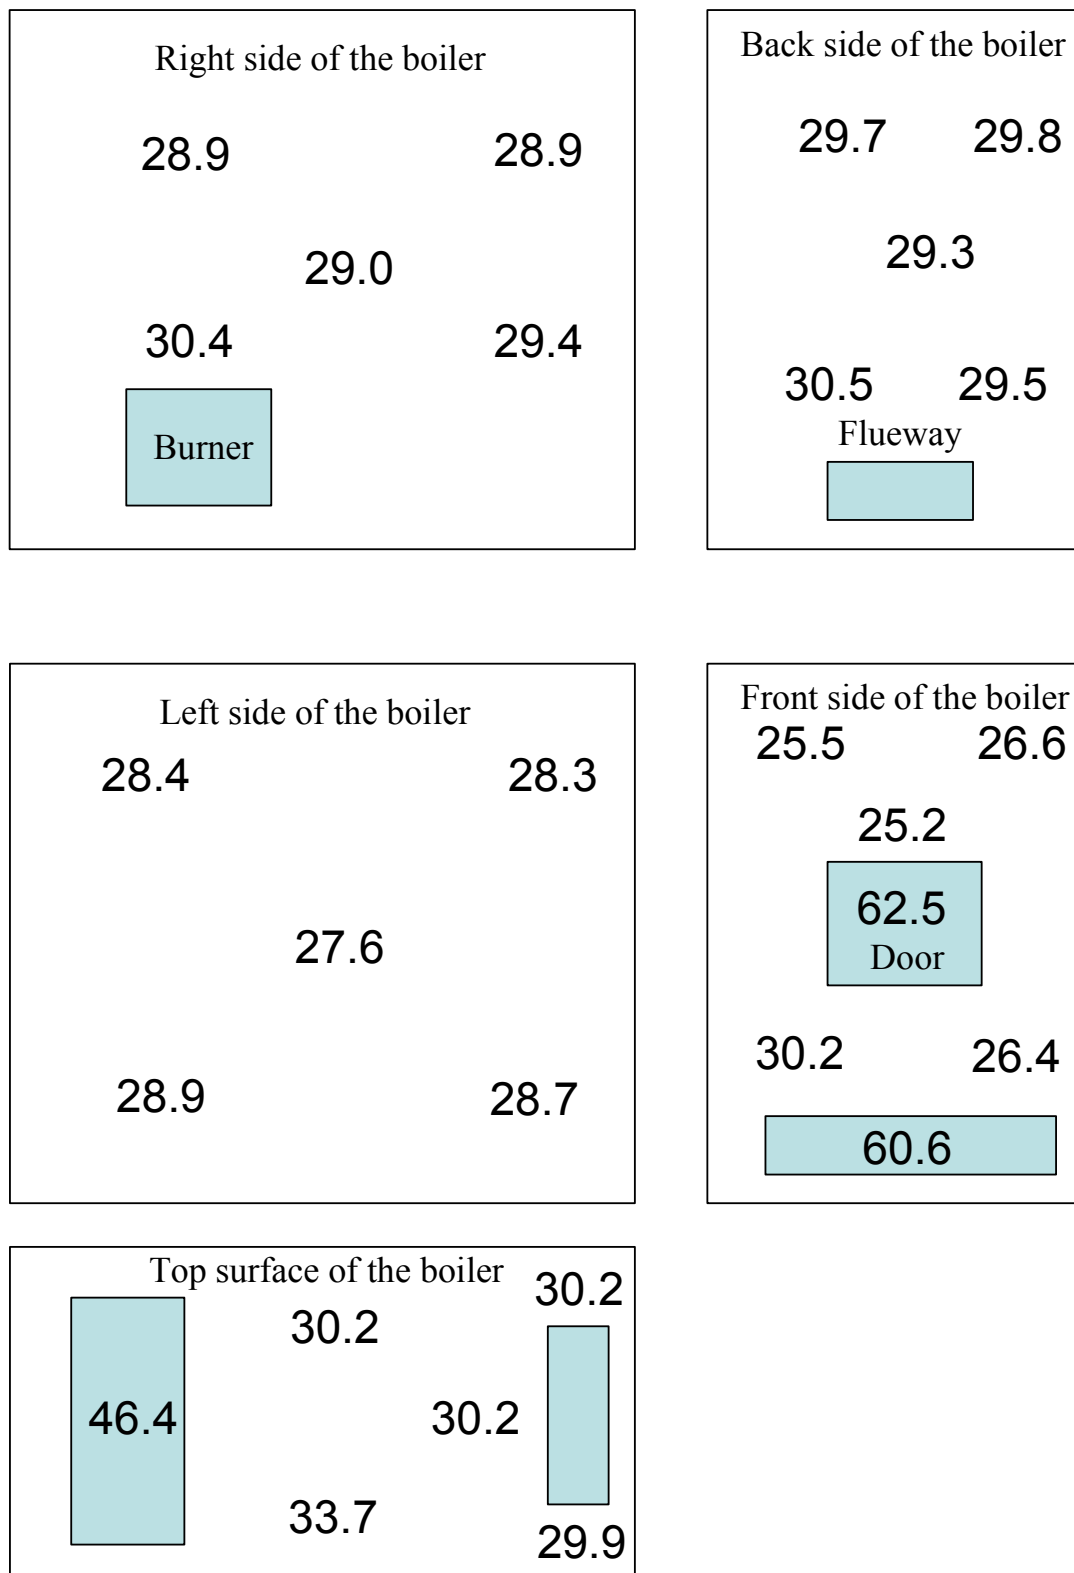 Right side of the boiler
28.9 28.9
29.0
30.4 29.4
Burner
Back side of the boiler
29.7 29.8
29.3
30.5 29.5
Flueway
Left side of the boiler
28.4 28.3
27.6
28.9 28.7
Front side of the boiler
25.5 26.6
25.2
62.5
Door
30.2 26.4
60.6
Top surface of the boiler
30.2
30.2
46.4 30.2
33.7
29.9